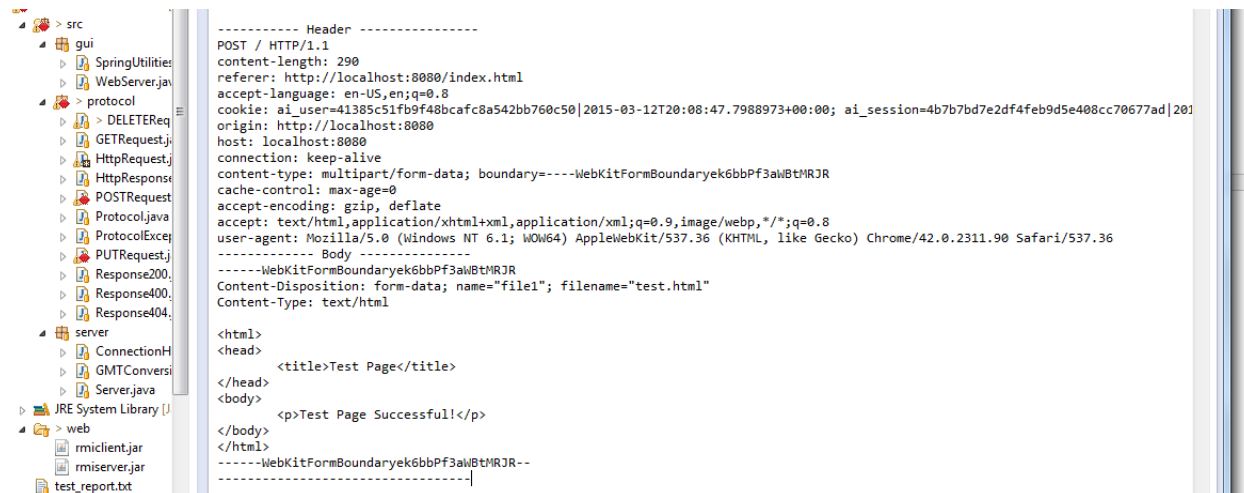 > src
gui
SpringUtilities
WebServer.jav
> protocol
> DELETEReq
GETRequest.j
HttpRequest.j
HttpResponse
POSTRequest
Protocol.java
ProtocolExcep
PUTRequest.j
Response200.
Response400.
Response404.
server
ConnectionH
GMTConversi
Server.java
JRE System Library [J
> web
rmiclient.jar
rmiserver.jar
test_report.txt
----------- Header ----------------
POST / HTTP/1.1
content-length: 290
referer: http://localhost:8080/index.html
accept-language: en-US,en;q=0.8
cookie: ai_user=41385c51fb9f48bcafc8a542bb760c50|2015-03-12T20:08:47.7988973+00:00; ai_session=4b7b7bd7e2df4feb9d5e408cc70677ad|201
origin: http://localhost:8080
host: localhost:8080
connection: keep-alive
content-type: multipart/form-data; boundary=----WebKitFormBoundaryek6bbPf3aWBtMRJR
cache-control: max-age=0
accept-encoding: gzip, deflate
accept: text/html,application/xhtml+xml,application/xml;q=0.9,image/webp,*/*;q=0.8
user-agent: Mozilla/5.0 (Windows NT 6.1; WOW64) AppleWebKit/537.36 (KHTML, like Gecko) Chrome/42.0.2311.90 Safari/537.36
------------- Body ---------------
------WebKitFormBoundaryek6bbPf3aWBtMRJR
Content-Disposition: form-data; name="file1"; filename="test.html"
Content-Type: text/html
<html>
<head>
<title>Test Page</title>
</head>
<body>
<p>Test Page Successful!</p>
</body>
</html>
------WebKitFormBoundaryek6bbPf3aWBtMRJR--
----------------------------------